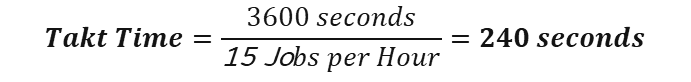 Takt Time = 3600 seconds / 15 Jobs per Hour = 240 seconds